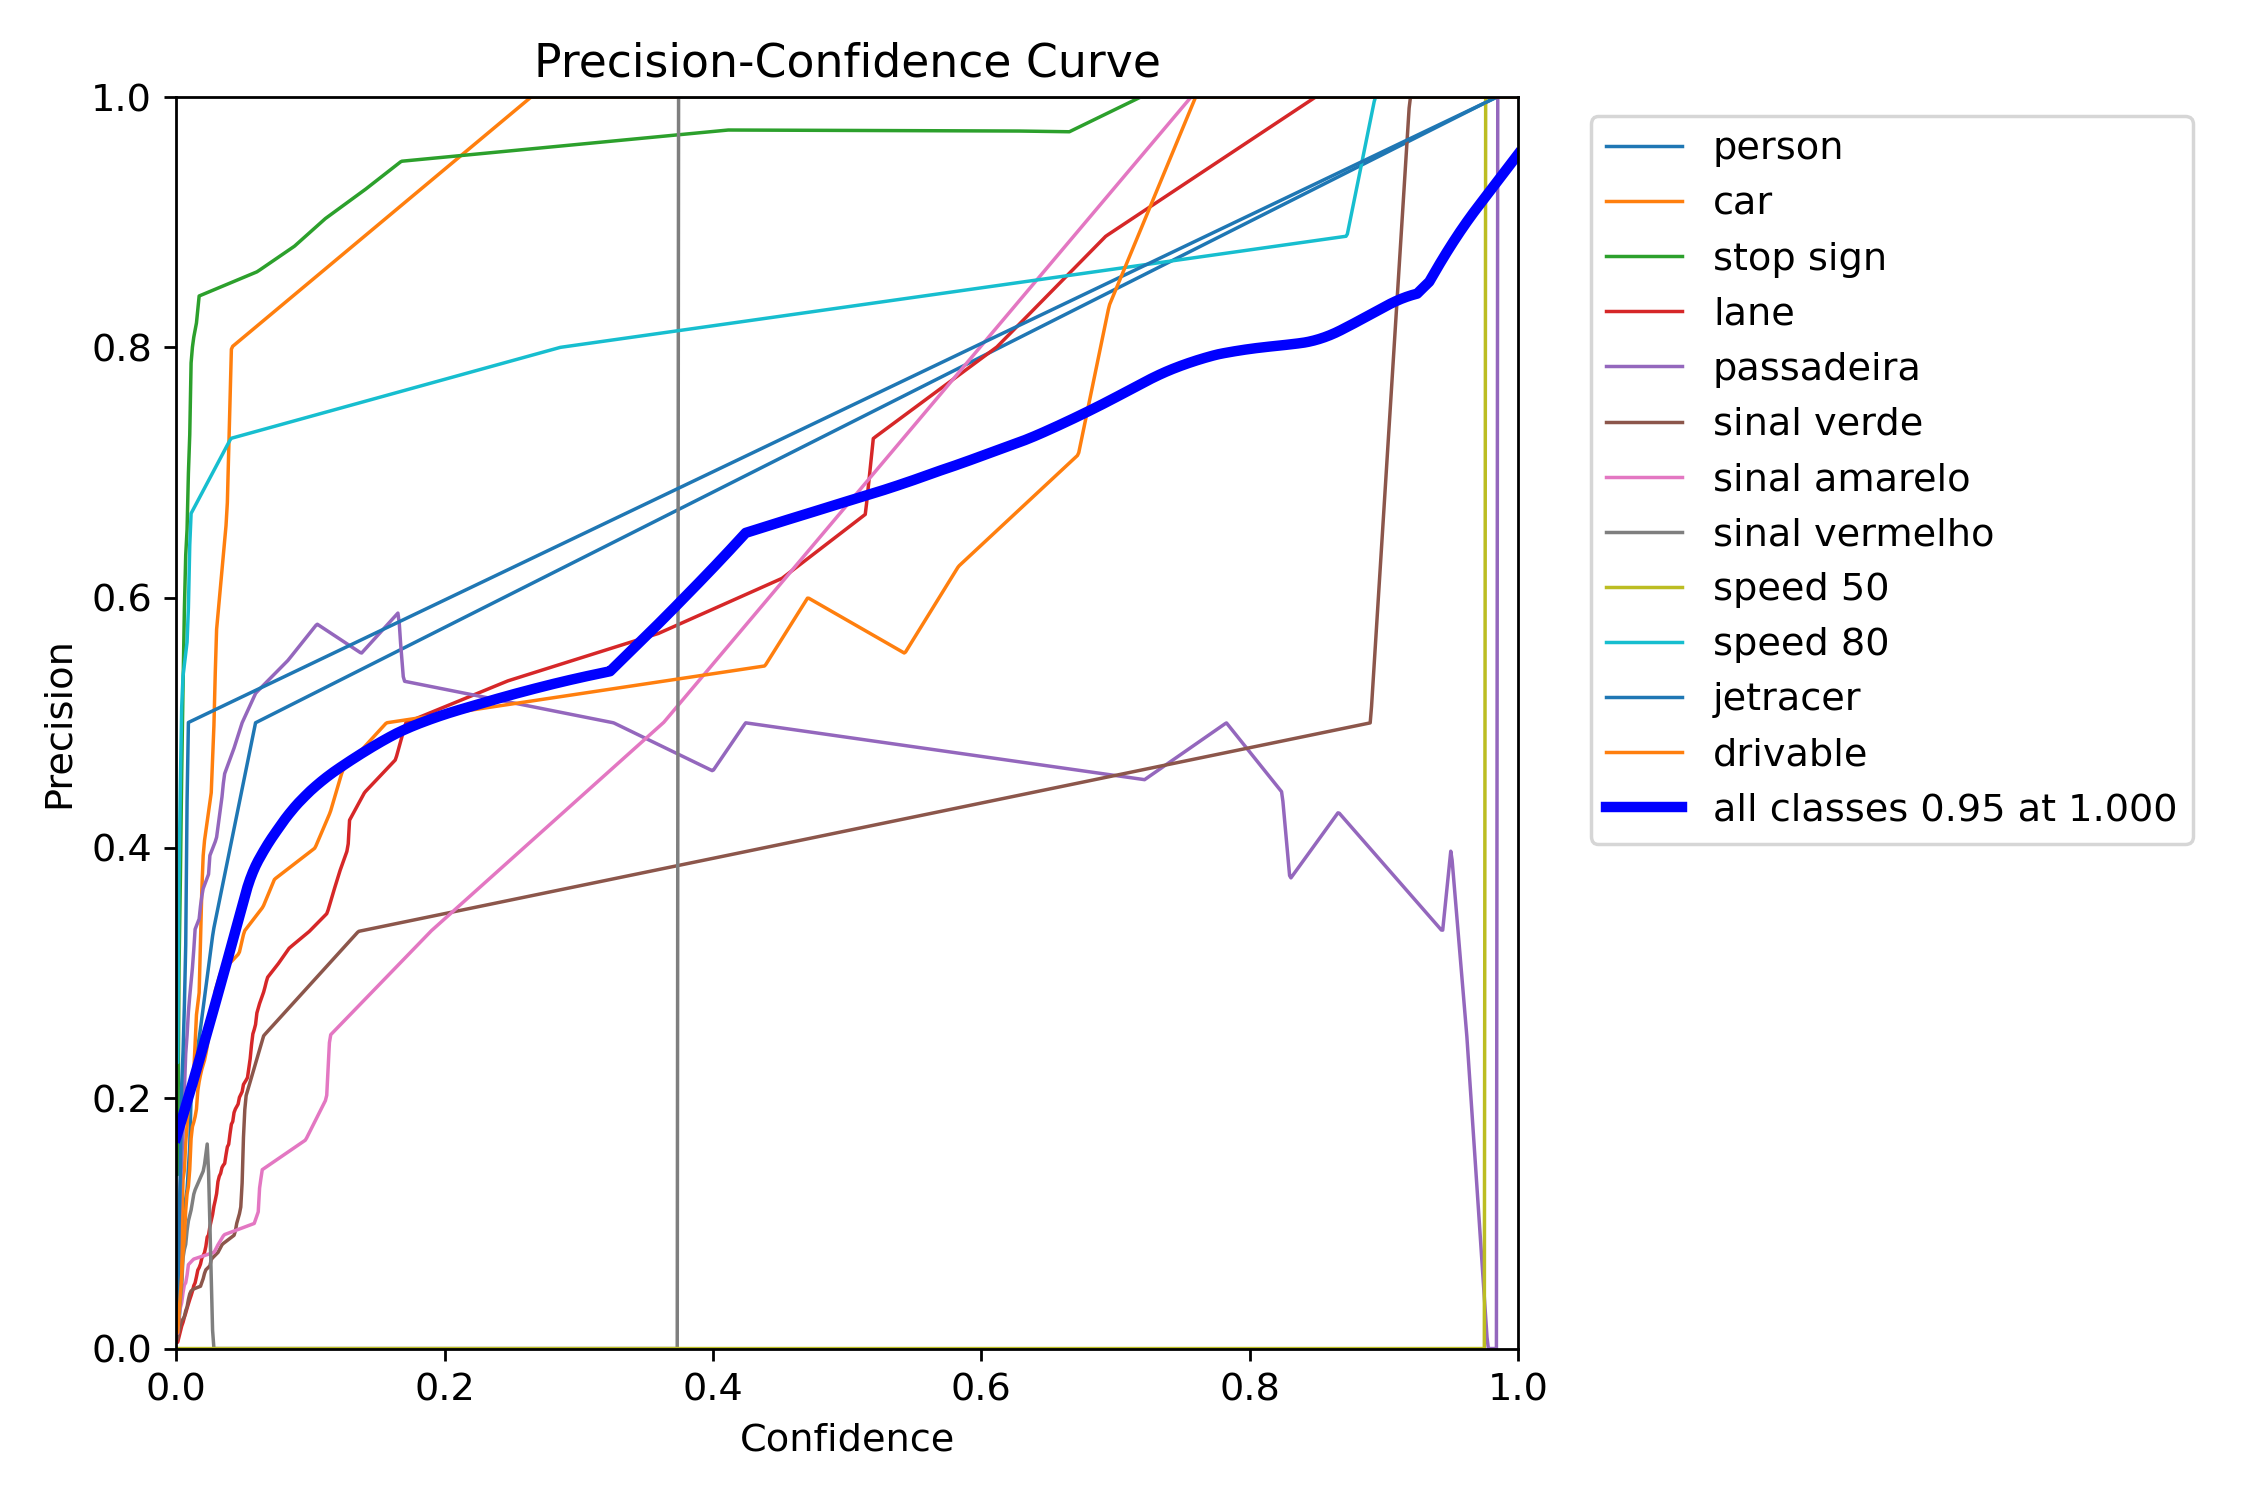 Precision-Confidence Curve
1.0
0.8
0.6
0.4
0.2
0.0
Precision
0.0 0.2 0.4 0.6 0.8 1.0
Confidence
person
car
stop sign
lane
passadeira
sinal verde
sinal amarelo
sinal vermelho
speed 50
speed 80
jetracer
drivable
all classes 0.95 at 1.000